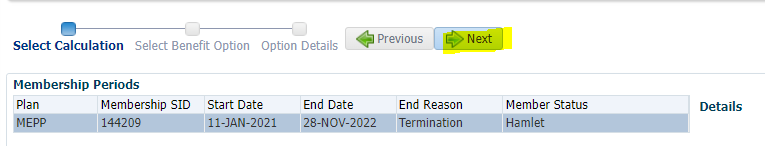 Select Calculation Select Benefit Option Option Details Previous Next
Membership Periods
Plan Membership SID Start Date End Date End Reason Member Status
Details
MEPP 144209 11-JAN-2021 28-NOV-2022 Termination Hamlet